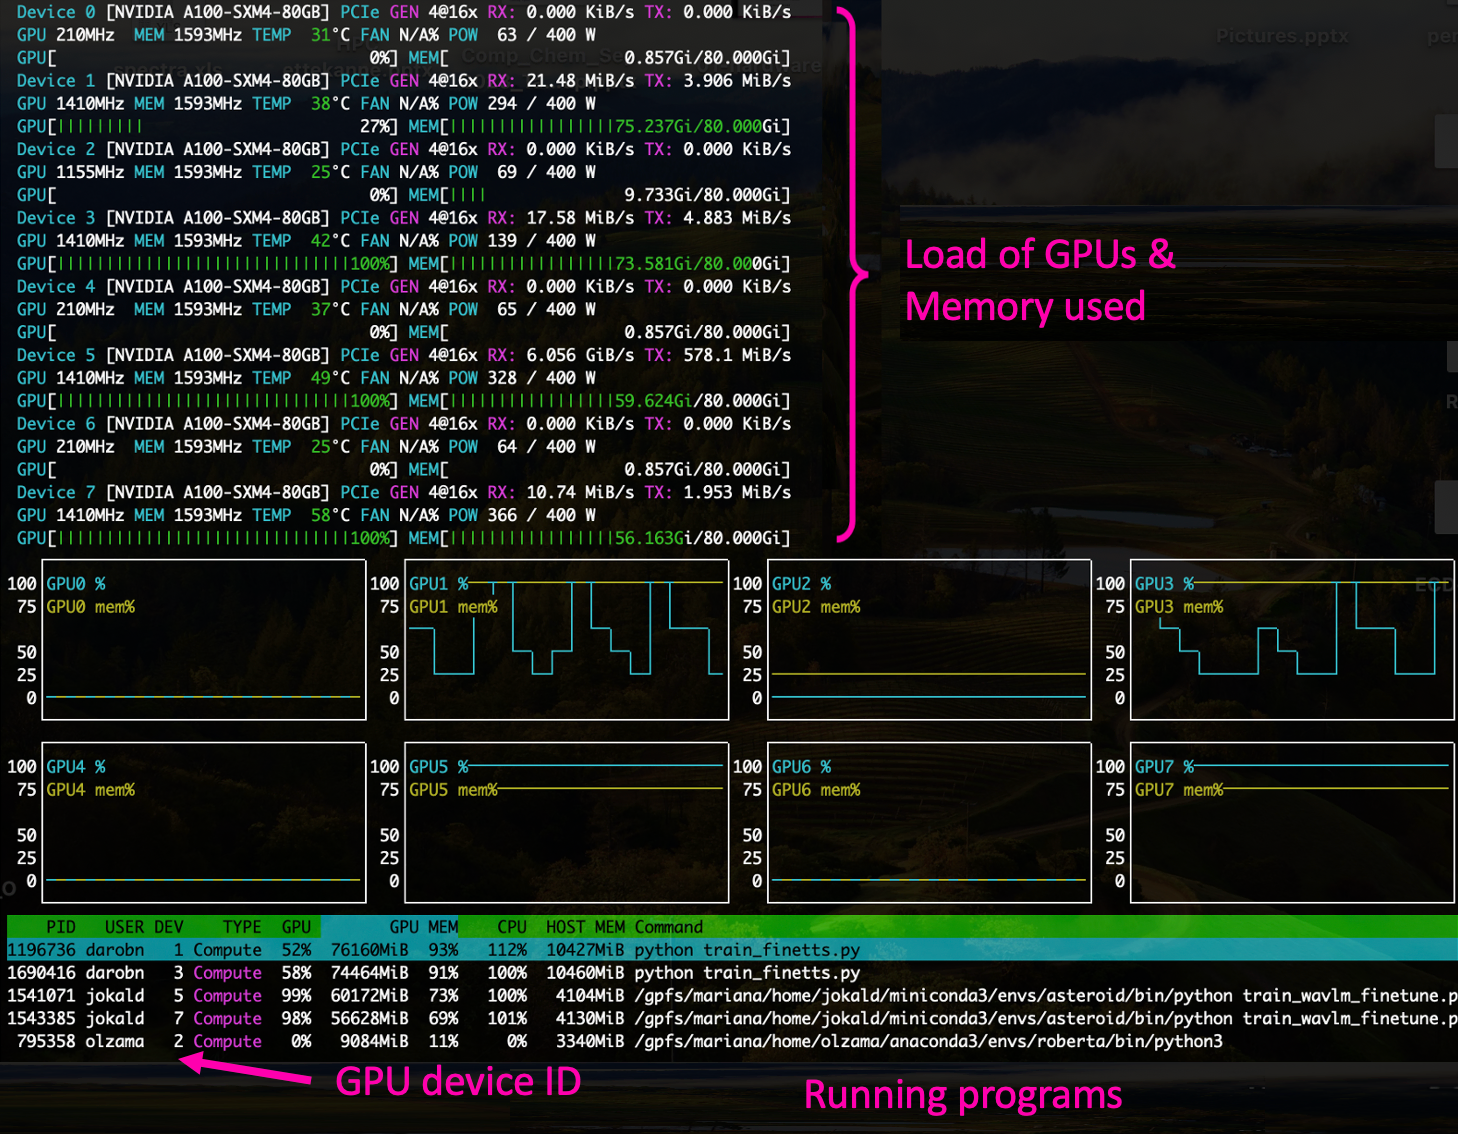 Device 0 [NVIDIA A100-SXM4-80GB] PCIe GEN 4@16x RX: 0.000 KiB/s TX: 0.000 KiB/s
GPU 210MHz MEM 1593MHz TEMP 31°C FAN N/A% POW 63 / 400 W
GPU[ 0%] MEM[ 0.857Gi/80.000Gi]
Device 1 [NVIDIA A100-SXM4-80GB] PCIe GEN 4@16x RX: 21.48 MiB/s TX: 3.906 MiB/s
GPU 1410MHz MEM 1593MHz TEMP 38°C FAN N/A% POW 294 / 400 W
GPU[||||||||| 27%] MEM[|||||||||||||||||75.237Gi/80.000Gi]
Device 2 [NVIDIA A100-SXM4-80GB] PCIe GEN 4@16x RX: 0.000 KiB/s TX: 0.000 KiB/s
GPU 1155MHz MEM 1593MHz TEMP 25°C FAN N/A% POW 69 / 400 W
GPU[ 0%] MEM[|||| 9.733Gi/80.000Gi]
Device 3 [NVIDIA A100-SXM4-80GB] PCIe GEN 4@16x RX: 17.58 MiB/s TX: 4.883 MiB/s
GPU 1410MHz MEM 1593MHz TEMP 42°C FAN N/A% POW 139 / 400 W
GPU[||||||||||||||||||||||||||||||100%] MEM[|||||||||||||||||73.581Gi/80.000Gi]
Device 4 [NVIDIA A100-SXM4-80GB] PCIe GEN 4@16x RX: 0.000 KiB/s TX: 0.000 KiB/s
GPU 210MHz MEM 1593MHz TEMP 37°C FAN N/A% POW 65 / 400 W
GPU[ 0%] MEM[ 0.857Gi/80.000Gi]
Device 5 [NVIDIA A100-SXM4-80GB] PCIe GEN 4@16x RX: 6.056 GiB/s TX: 578.1 MiB/s
GPU 1410MHz MEM 1593MHz TEMP 49°C FAN N/A% POW 328 / 400 W
GPU[||||||||||||||||||||||||||||||100%] MEM[|||||||||||||||||59.624Gi/80.000Gi]
Device 6 [NVIDIA A100-SXM4-80GB] PCIe GEN 4@16x RX: 0.000 KiB/s TX: 0.000 KiB/s
GPU 210MHz MEM 1593MHz TEMP 25°C FAN N/A% POW 64 / 400 W
GPU[ 0%] MEM[ 0.857Gi/80.000Gi]
Device 7 [NVIDIA A100-SXM4-80GB] PCIe GEN 4@16x RX: 10.74 MiB/s TX: 1.953 MiB/s
GPU 1410MHz MEM 1593MHz TEMP 58°C FAN N/A% POW 366 / 400 W
GPU[||||||||||||||||||||||||||||||100%] MEM[|||||||||||||||||56.163Gi/80.000Gi]
Pictures.pptx
Load of GPUs &
Memory used
100 GPU0 % 100 GPU1 % 100 GPU2 % 100 GPU3 %
75 GPU0 mem% 75 GPU1 mem% 75 GPU2 mem% 75 GPU3 mem%
50 50 50 50
25 25 25 25
0 0 0 0
100 GPU4 % 100 GPU5 % 100 GPU6 % 100 GPU7 %
75 GPU4 mem% 75 GPU5 mem% 75 GPU6 mem% 75 GPU7 mem%
50 50 50 50
25 25 25 25
0 0 0 0
PID USER DEV TYPE GPU GPU MEM CPU HOST MEM Command
1196736 darobn 1 Compute 52% 76160MiB 93% 112% 10427MiB python train_finetts.py
1690416 darobn 3 Compute 58% 74464MiB 91% 100% 10460MiB python train_finetts.py
1541071 jokald 5 Compute 99% 60172MiB 73% 100% 4104MiB /gpfs/mariana/home/jokald/miniconda3/envs/asteroid/bin/python train_wavlm_finetune.p
1543385 jokald 7 Compute 98% 56628MiB 69% 101% 4130MiB /gpfs/mariana/home/jokald/miniconda3/envs/asteroid/bin/python train_wavlm_finetune.p
795358 olzama 2 Compute 0% 9084MiB 11% 0% 3340MiB /gpfs/mariana/home/olzama/anaconda3/envs/roberta/bin/python3
GPU device ID
Running programs